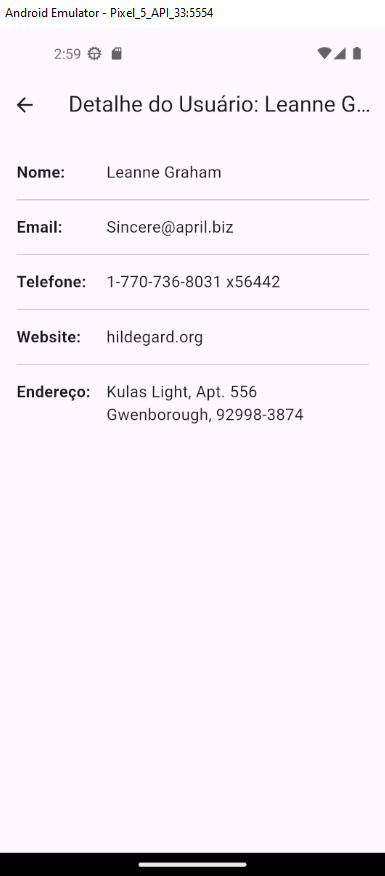 Android Emulator - Pixel_5_API_33:5554
2:59
Detalhe do Usuário: Leanne G...
Nome: Leanne Graham
Email: Sincere@april.biz
Telefone: 1-770-736-8031 x56442
Website: hildegard.org
Endereço: Kulas Light, Apt. 556
Gwenborough, 92998-3874